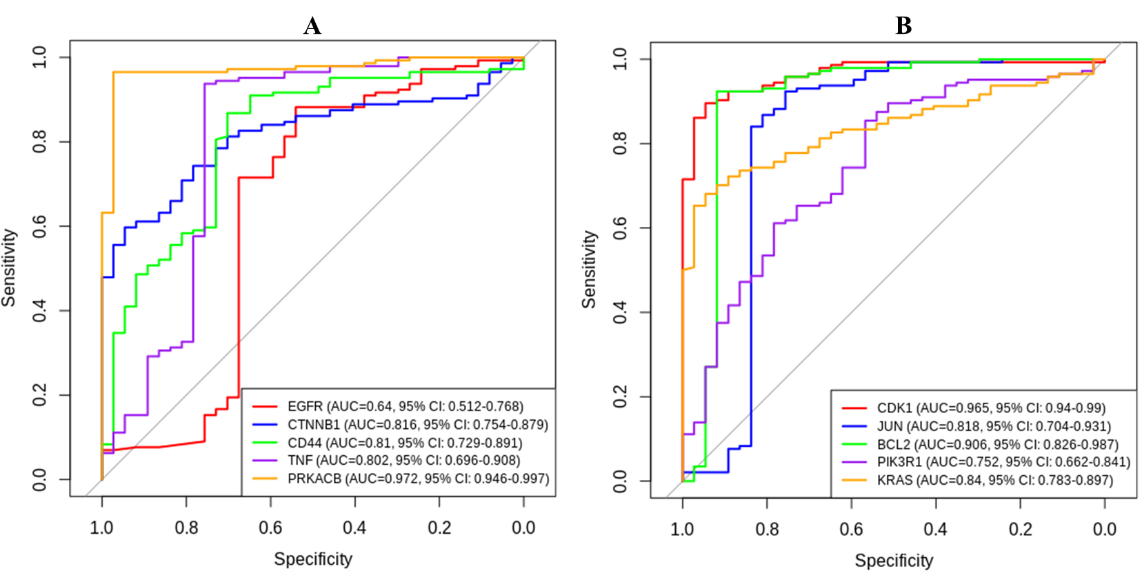 A
Sensitivity
1.0
0.8
0.6
0.4
0.2
0.0
EGFR (AUC=0.64, 95% CI: 0.512-0.768)
CTNNB1 (AUC=0.816, 95% CI: 0.754-0.879)
CD44 (AUC=0.81, 95% CI: 0.729-0.891)
TNF (AUC=0.802, 95% CI: 0.696-0.908)
PRKACB (AUC=0.972, 95% CI: 0.946-0.997)
1.0 0.8 0.6 0.4 0.2 0.0
Specificity
B
Sensitivity
1.0
0.8
0.6
0.4
0.2
0.0
CDK1 (AUC=0.965, 95% CI: 0.94-0.99)
JUN (AUC=0.818, 95% CI: 0.704-0.931)
BCL2 (AUC=0.906, 95% CI: 0.826-0.987)
PIK3R1 (AUC=0.752, 95% CI: 0.662-0.841)
KRAS (AUC=0.84, 95% CI: 0.783-0.897)
1.0 0.8 0.6 0.4 0.2 0.0
Specificity